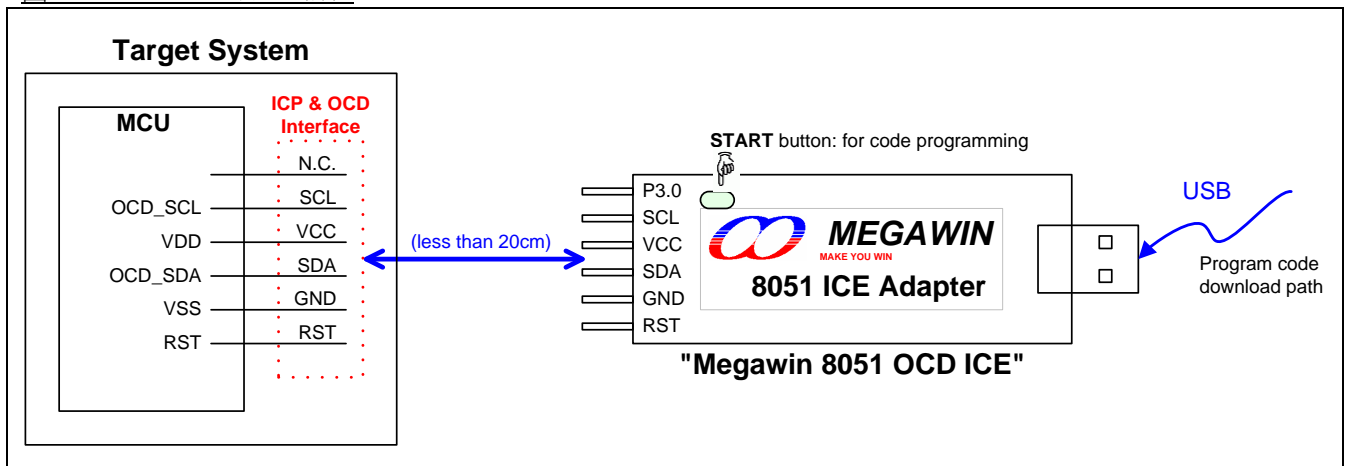 Target System
MCU
ICP & OCD
Interface
N.C.
OCD_SCL
SCL
VDD
VCC
OCD_SDA
SDA
VSS
GND
RST
RST
(less than 20cm)
START button: for code programming
P3.0
SCL
VCC
SDA
GND
RST
MEGAWIN
MAKE YOU WIN
8051 ICE Adapter
"Megawin 8051 OCD ICE"
USB
Program code
download path